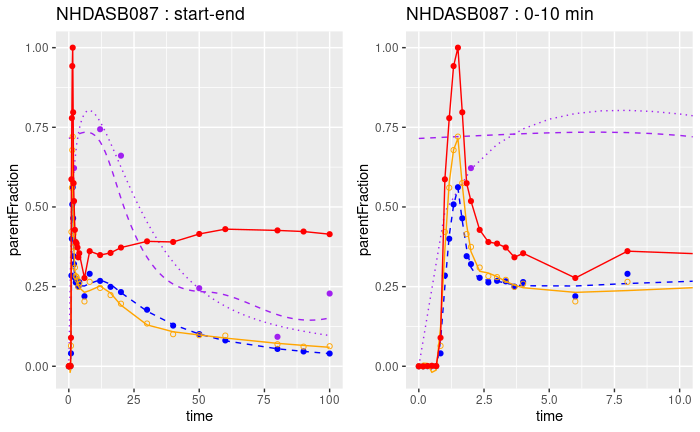 NHDASB087 : start-end
parentFraction
1.00
0.75
0.50
0.25
0.00
0 25 50 75 100
time
NHDASB087 : 0-10 min
parentFraction
1.00
0.75
0.50
0.25
0.00
0.0 2.5 5.0 7.5 10.0
time